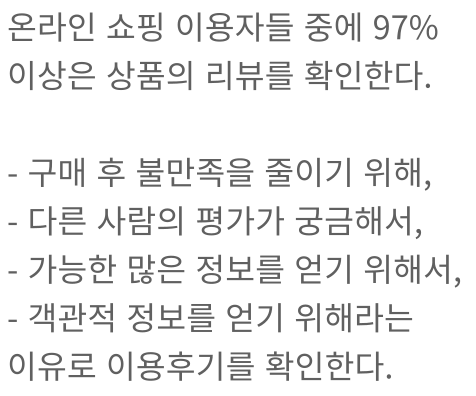 온라인 쇼핑 이용자들 중에 97%
이상은 상품의 리뷰를 확인한다.
- 구매 후 불만족을 줄이기 위해,
- 다른 사람의 평가가 궁금해서,
- 가능한 많은 정보를 얻기 위해서,
- 객관적 정보를 얻기 위해라는
이유로 이용후기를 확인한다.